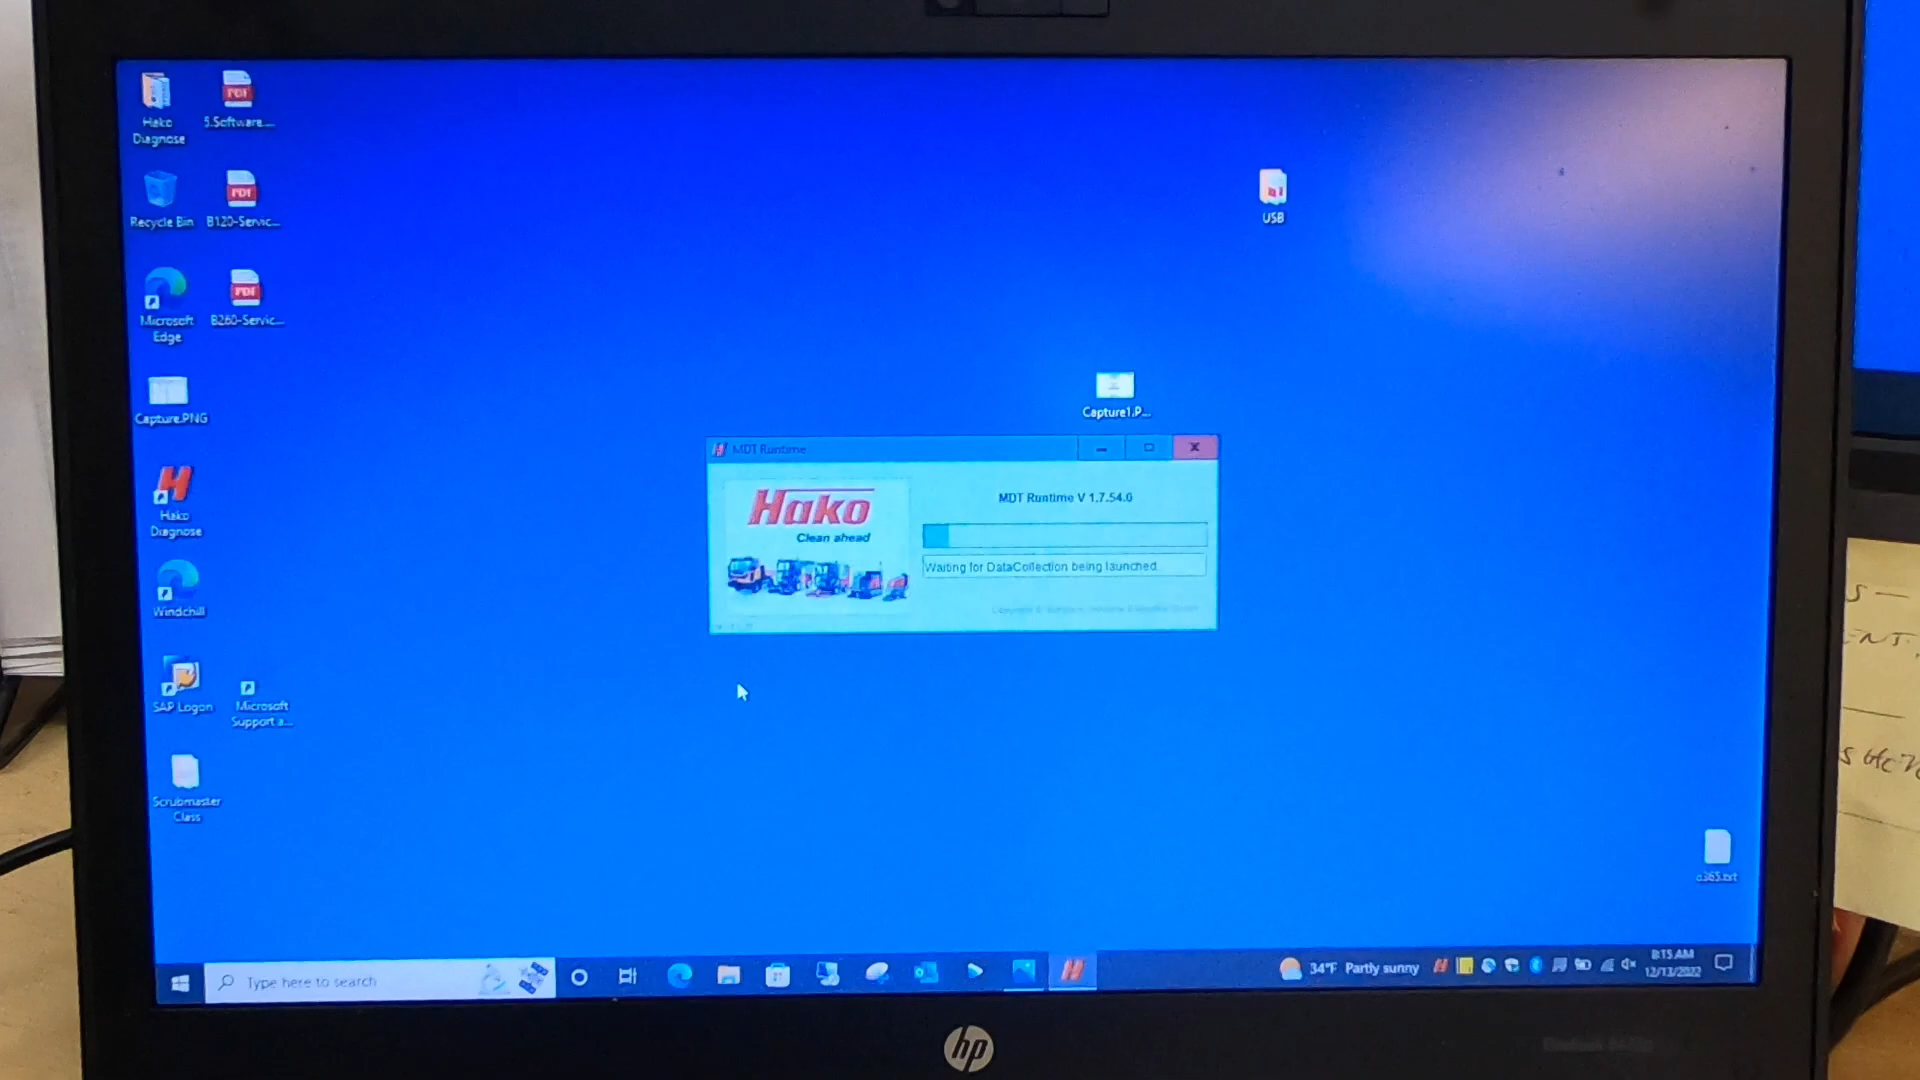 Hako
Diagnose
5.Software....
Recycle Bin
B120-Servic...
Microsoft
Edge
B260-Servic...
Capture.PNG
Hako
Diagnose
Windchill
SAP Logon
Microsoft
Support a...
Scrubmaster
Class
USB
Capture1.P...
MDT Runtime
Hako
Clean ahead
MDT Runtime V 1.7.54.0
Waiting for DataCollection being launched.
o365.txt
Type here to search
34°F Partly sunny
8:15 AM
12/13/2022
hp